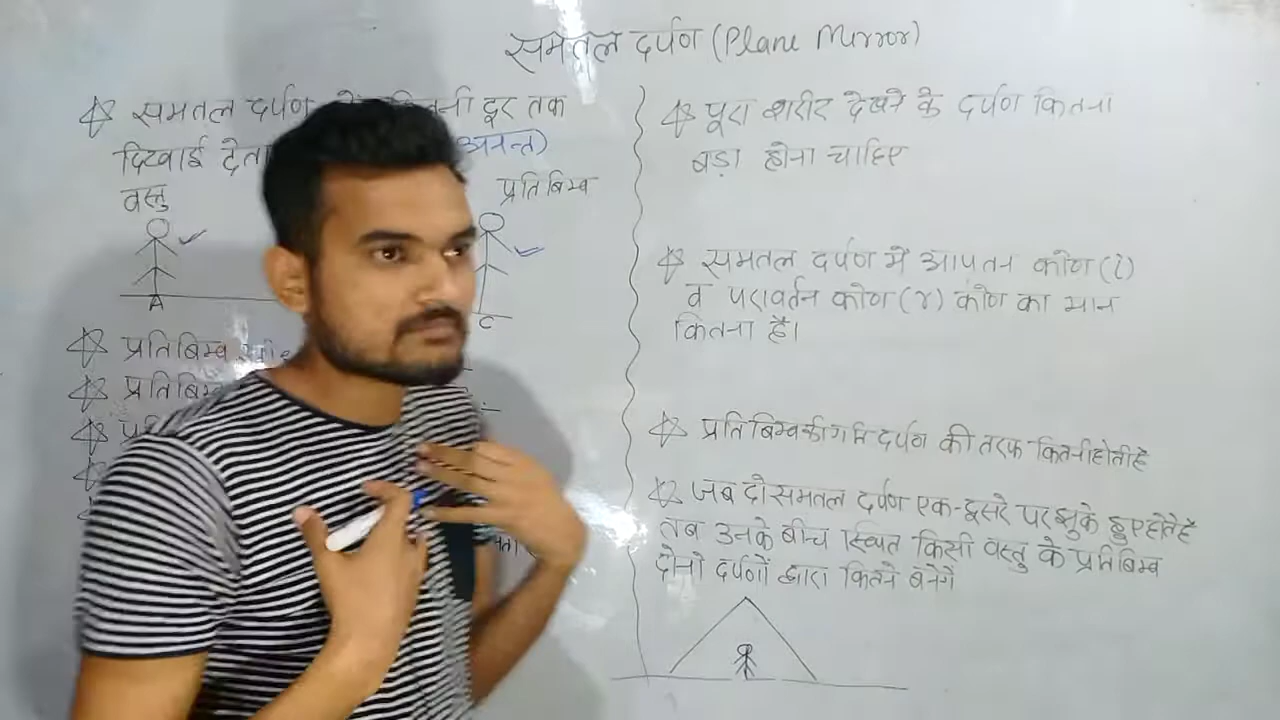 समतल दर्पण (Plane Mirror)
☆ समतल दर्पण दूर तक
दिखाई देता अनन्त)
वस्तु
प्रतिबिम्ब
A
C
☆ प्रतिबिम्ब
☆ प्रतिबिम्ब
☆
☆ पूरा शरीर देखने के दर्पण कितना
बड़ा होना चाहिए
☆ समतल दर्पण में आपतन कोण (i)
व परावर्तन कोण (r) कोण का मान
कितना है।
☆ प्रतिबिम्ब की गति दर्पण की तरफ कितनी होती है
☆ जब दो समतल दर्पण एक-दूसरे पर झुके हुए होते है
तब उनके बीच स्थित किसी वस्तु के प्रतिबिम्ब
दोनो दर्पणों द्वारा कितने बनेगें